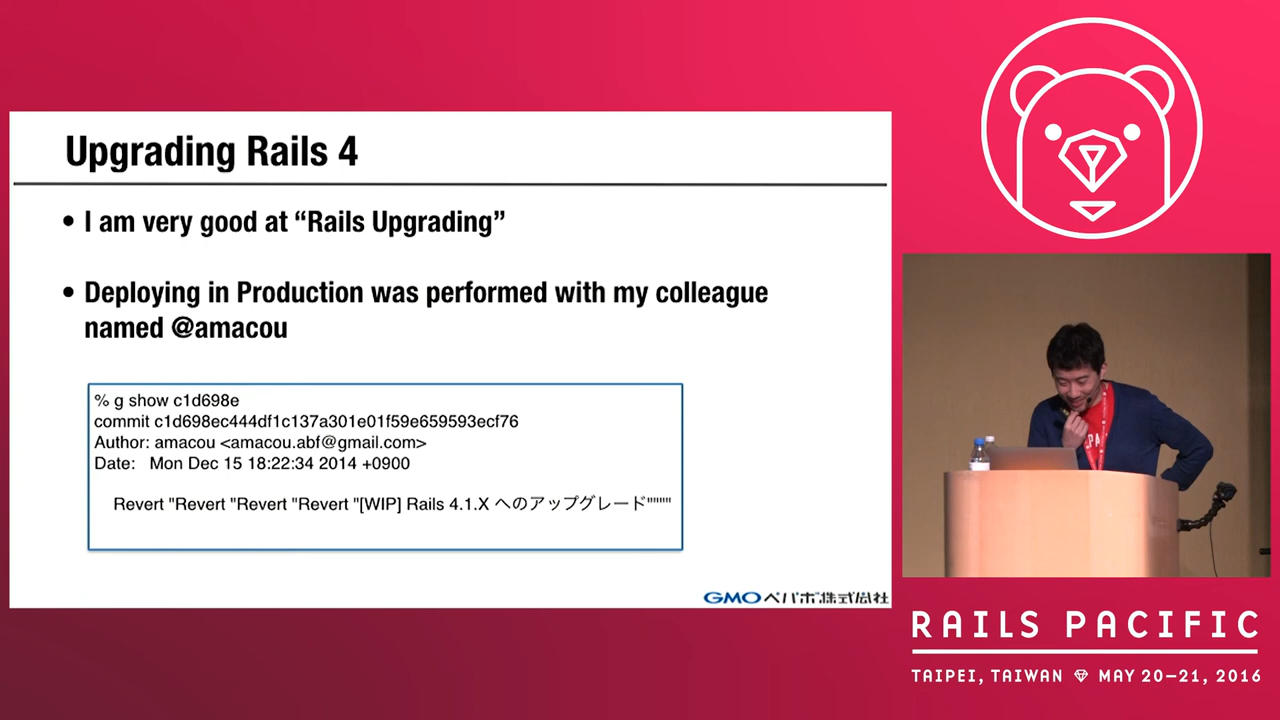 Upgrading Rails 4
• I am very good at “Rails Upgrading”
• Deploying in Production was performed with my colleague
named @amacou
% g show c1d698e
commit c1d698ec444df1c137a301e01f59e659593ecf76
Author: amacou <amacou.abf@gmail.com>
Date: Mon Dec 15 18:22:34 2014 +0900
Revert "Revert "Revert "Revert "[WIP] Rails 4.1.X へのアップグレード"""""
GMOペパボ株式会社
RAILS PACIFIC
TAIPEI, TAIWAN MAY 20–21, 2016